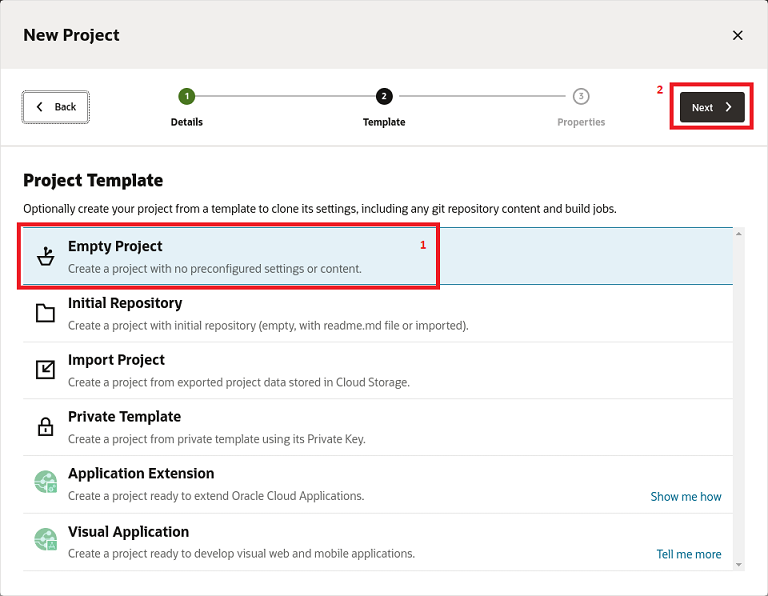 New Project
Back
1
2
3
2
Next
Details
Template
Properties
Project Template
Optionally create your project from a template to clone its settings, including any git repository content and build jobs.
Empty Project
1
Create a project with no preconfigured settings or content.
Initial Repository
Create a project with initial repository (empty, with readme.md file or imported).
Import Project
Create a project from exported project data stored in Cloud Storage.
Private Template
Create a project from private template using its Private Key.
Application Extension
Create a project ready to extend Oracle Cloud Applications.
Show me how
Visual Application
Create a project ready to develop visual web and mobile applications.
Tell me more